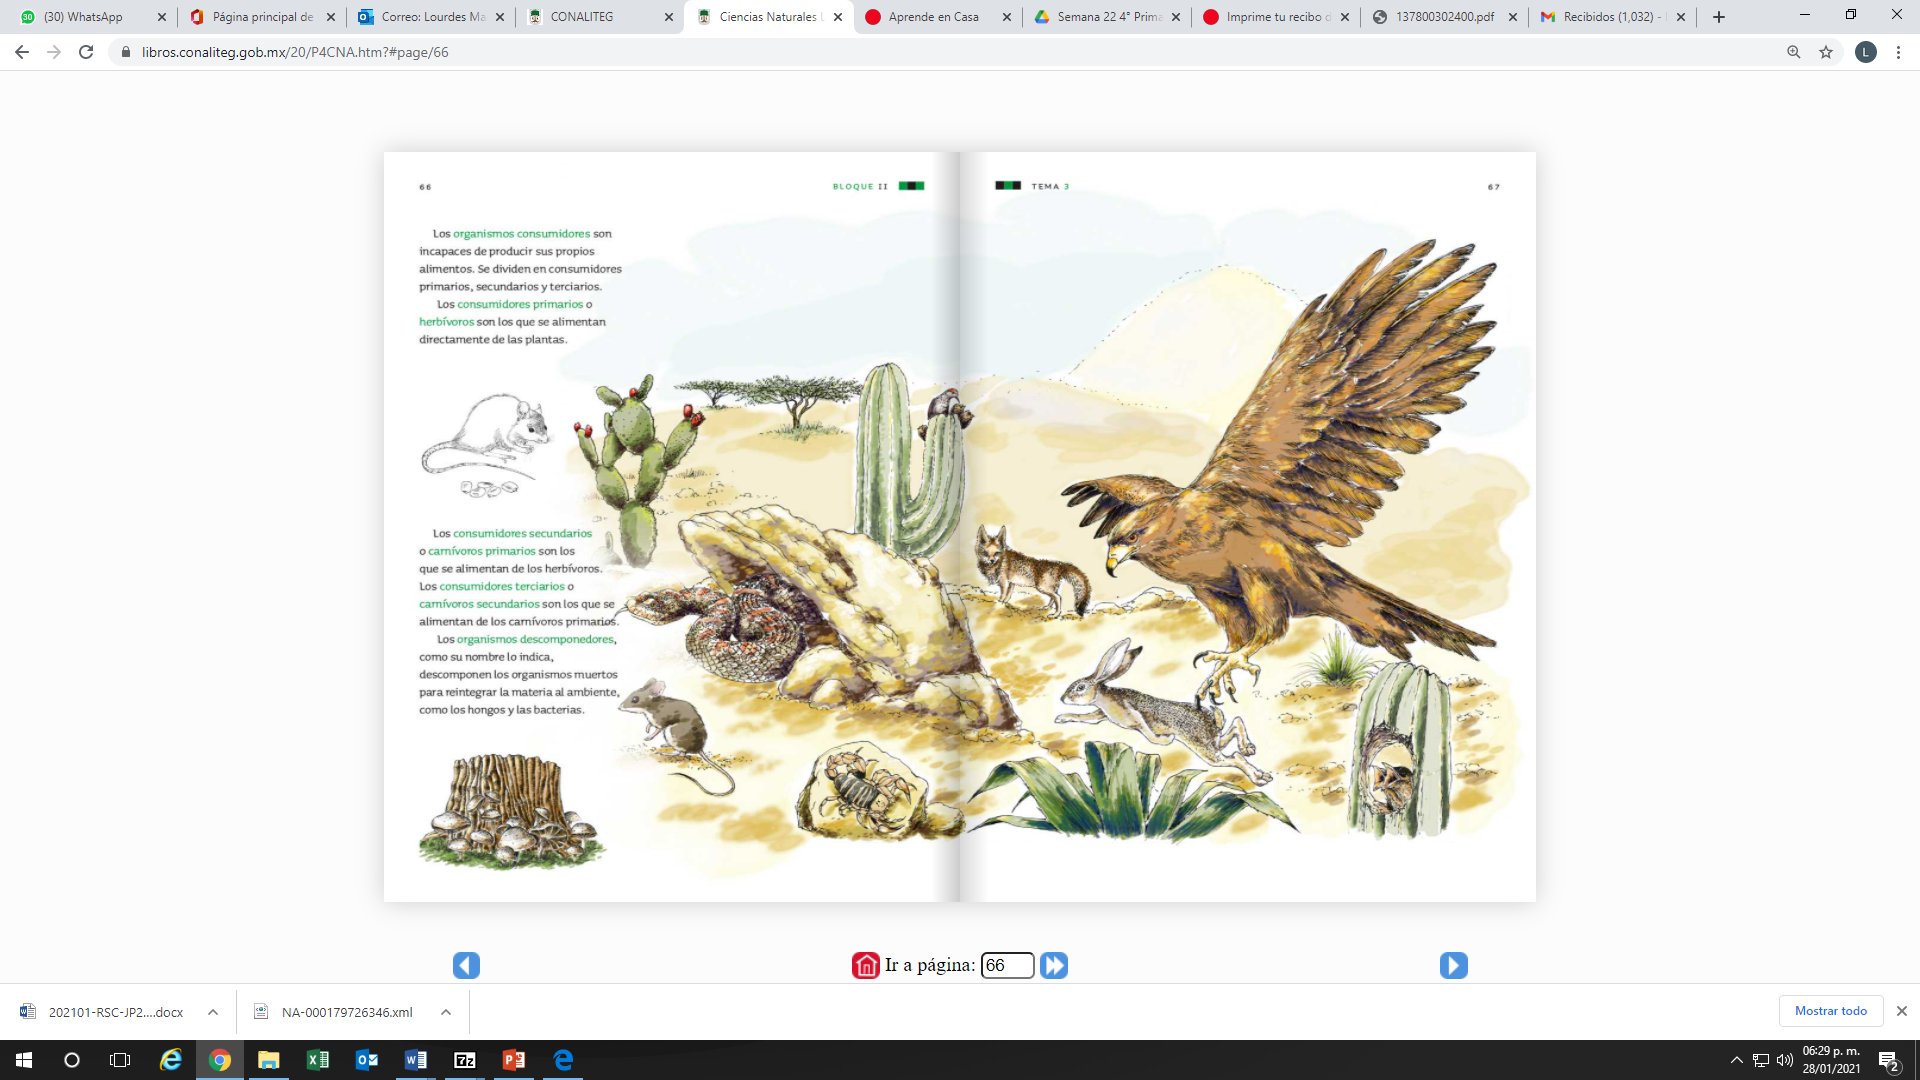 (30) WhatsApp
Página principal de
Correo: Lourdes Ma
CONALITEG
Ciencias Naturales L
Aprende en Casa
Semana 22 4° Prima
Imprime tu recibo d
137800302400.pdf
Recibidos (1,032) -
libros.conaliteg.gob.mx/20/P4CNA.htm?#page/66
L
66
BLOQUE II
TEMA 3
67
Los organismos consumidores son
incapaces de producir sus propios
alimentos. Se dividen en consumidores
primarios, secundarios y terciarios.
Los consumidores primarios o
herbívoros son los que se alimentan
directamente de las plantas.
Los consumidores secundarios
o carnívoros primarios son los
que se alimentan de los herbívoros.
Los consumidores terciarios o
carnívoros secundarios son los que se
alimentan de los carnívoros primarios.
Los organismos descomponedores,
como su nombre lo indica,
descomponen los organismos muertos
para reintegrar la materia al ambiente,
como los hongos y las bacterias.
Ir a página: 66
202101-RSC-JP2....docx
NA-000179726346.xml
Mostrar todo
06:29 p. m.
28/01/2021
2